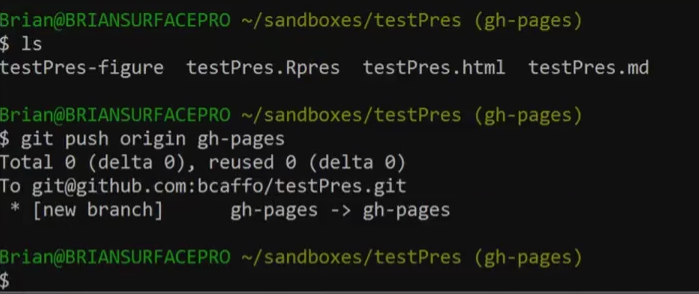 Brian@BRIANSURFACEPRO ~/sandboxes/testPres (gh-pages)
$ ls
testPres-figure  testPres.Rpres  testPres.html  testPres.md
Brian@BRIANSURFACEPRO ~/sandboxes/testPres (gh-pages)
$ git push origin gh-pages
Total 0 (delta 0), reused 0 (delta 0)
To git@github.com:bcaffo/testPres.git
 * [new branch]      gh-pages -> gh-pages
Brian@BRIANSURFACEPRO ~/sandboxes/testPres (gh-pages)
$